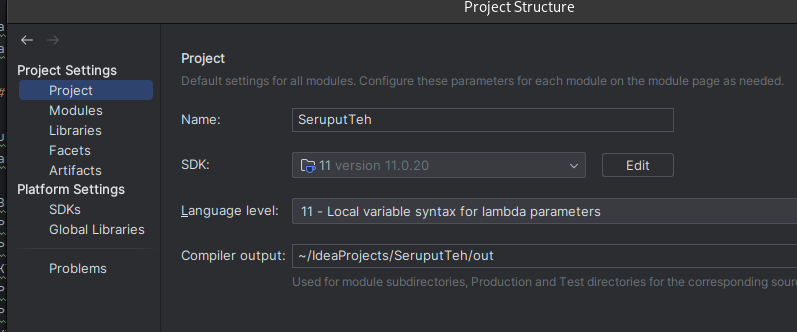 Project Structure
Project Settings
Project
Modules
Libraries
Facets
Artifacts
Platform Settings
SDKs
Global Libraries
Problems
Project
Default settings for all modules. Configure these parameters for each module on the module page as needed.
Name: SeruputTeh
SDK: 11 version 11.0.20 Edit
Language level: 11 - Local variable syntax for lambda parameters
Compiler output: ~/IdeaProjects/SeruputTeh/out
Used for module subdirectories, Production and Test directories for the corresponding